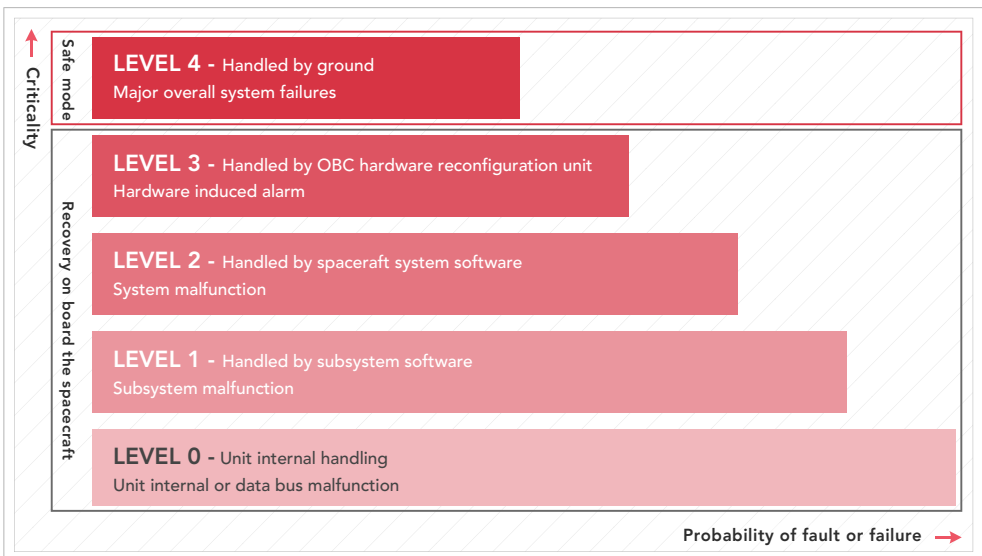 Criticality
Safe mode
LEVEL 4 - Handled by ground
Major overall system failures
Recovery on board the spacecraft
LEVEL 3 - Handled by OBC hardware reconfiguration unit
Hardware induced alarm
LEVEL 2 - Handled by spaceraft system software
System malfunction
LEVEL 1 - Handled by subsystem software
Subsystem malfunction
LEVEL 0 - Unit internal handling
Unit internal or data bus malfunction
Probability of fault or failure